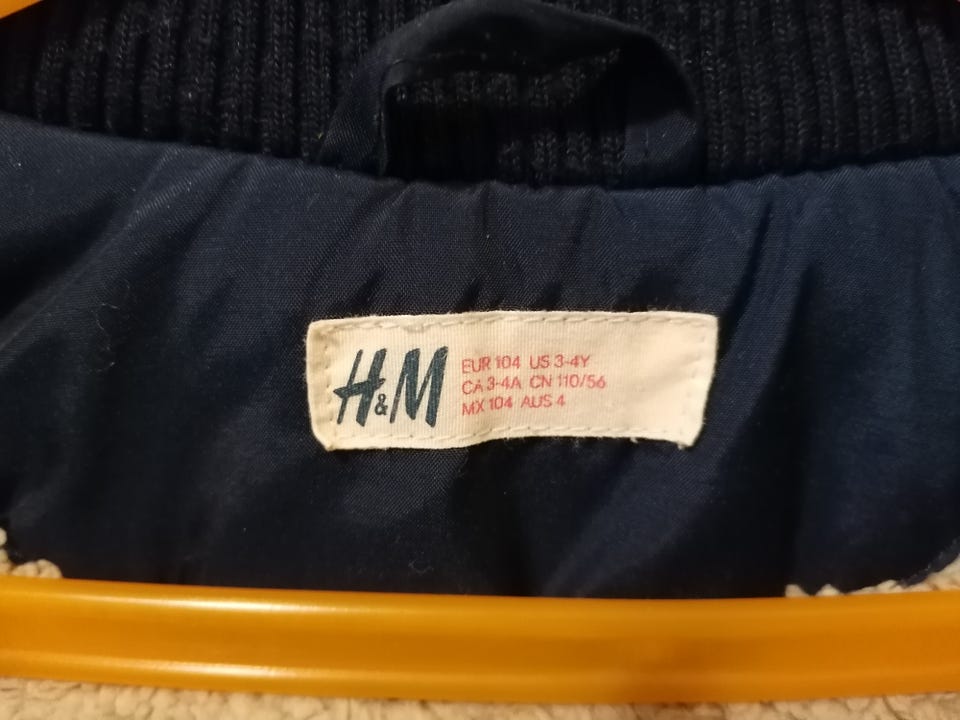 H&M
EUR 104 US 3-4Y
CA 3-4A CN 110/56
MX 104 AUS 4